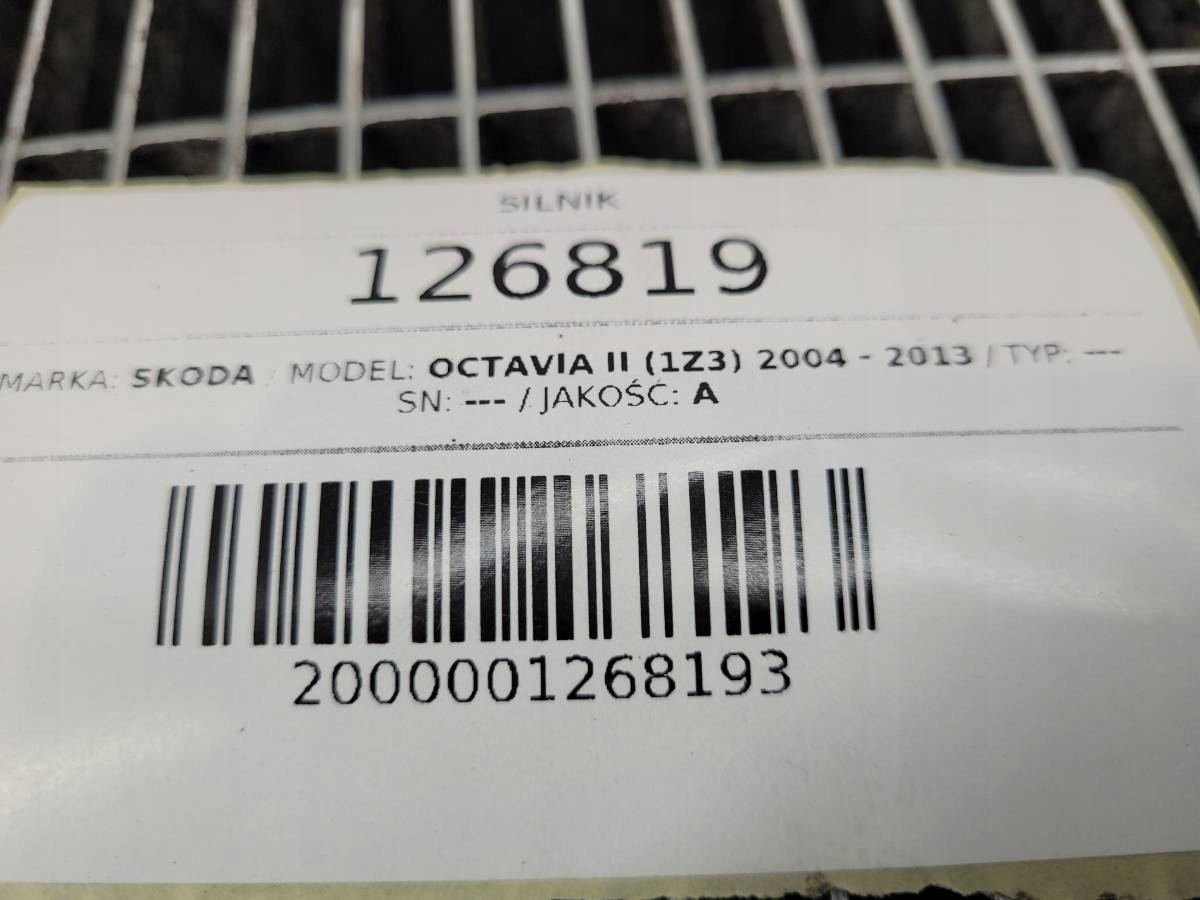 SILNIK
126819
MARKA: SKODA / MODEL: OCTAVIA II (1Z3) 2004 - 2013 / TYP: ---
SN: --- / JAKOŚĆ: A
2000001268193